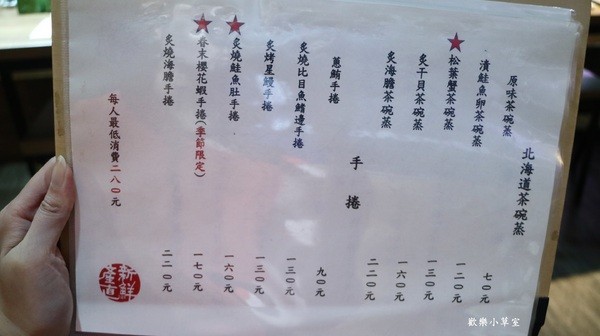 北海道茶碗蒸
原味茶碗蒸 七〇元
漬鮭魚卵茶碗蒸 一二〇元
松葉蟹茶碗蒸 一三〇元
炙干貝茶碗蒸 一六〇元
炙海膽茶碗蒸 二二〇元
手捲
蔥鮪手捲 九〇元
炙燒比目魚鰭邊手捲 一三〇元
炙烤星鰻手捲 一三〇元
炙燒鮭魚肚手捲 一六〇元
春末櫻花蝦手捲(季節限定) 一七〇元
炙燒海膽手捲 二二〇元
每人最低消費二八〇元
新鮮產直
歡樂小草室